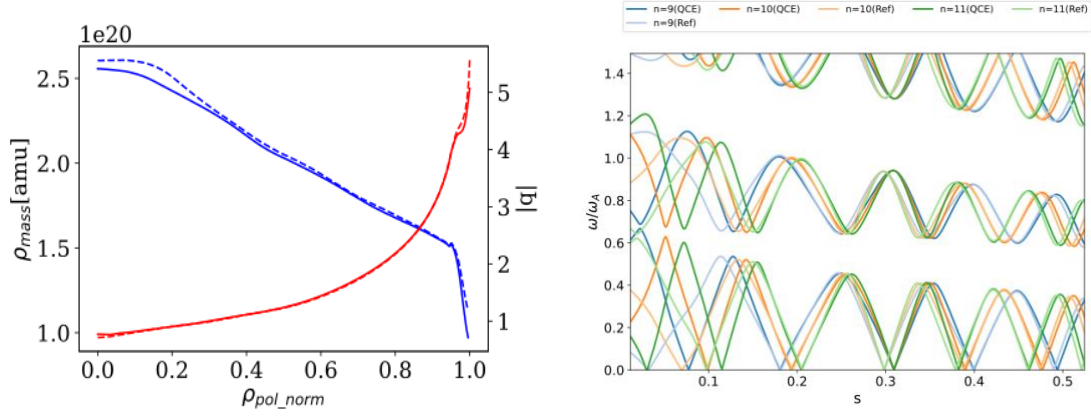 1e20
2.5
2.0
1.5
1.0
ρmass[amu]
5
4
3
2
1
|q|
0.0 0.2 0.4 0.6 0.8 1.0
ρpol_norm
n=9(QCE) n=10(QCE) n=10(Ref) n=11(QCE) n=11(Ref)
n=9(Ref)
1.4
1.2
1.0
0.8
0.6
0.4
0.2
0.0
ω/ωA
0.1 0.2 0.3 0.4 0.5
s